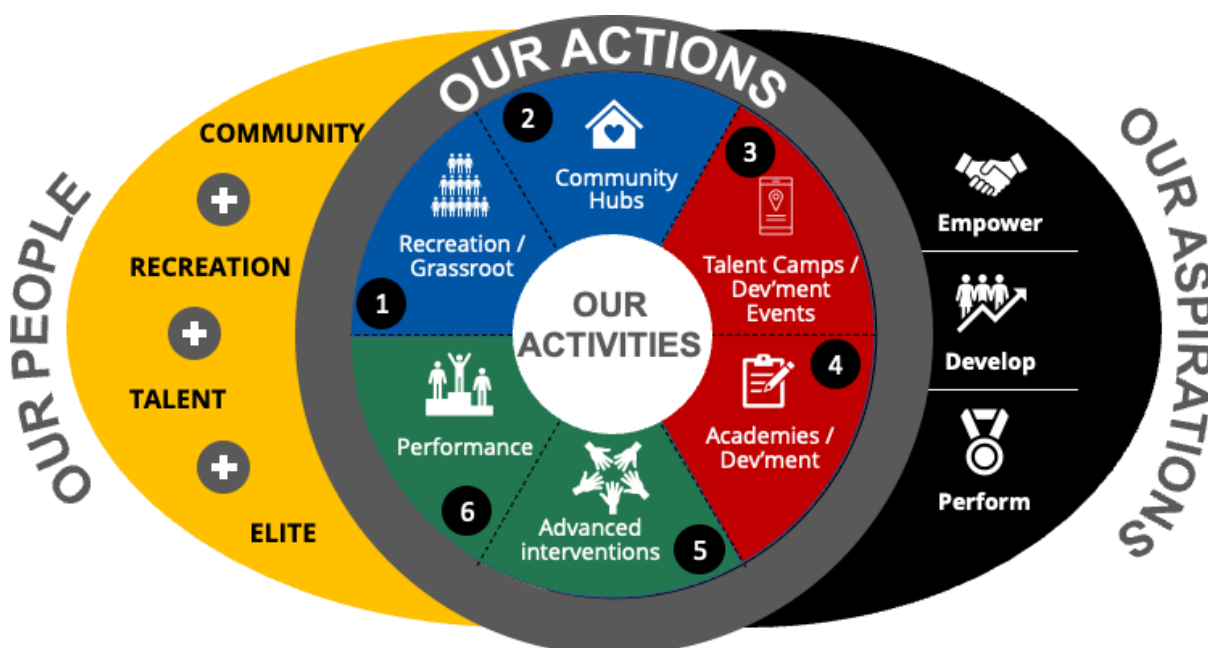 OUR PEOPLE
COMMUNITY
RECREATION
TALENT
ELITE
OUR ACTIONS
1
Recreation /
Grassroot
2
Community
Hubs
3
Talent Camps /
Dev'ment
Events
4
Academies /
Dev'ment
5
Advanced
interventions
6
Performance
OUR
ACTIVITIES
Empower
Develop
Perform
OUR ASPIRATIONS